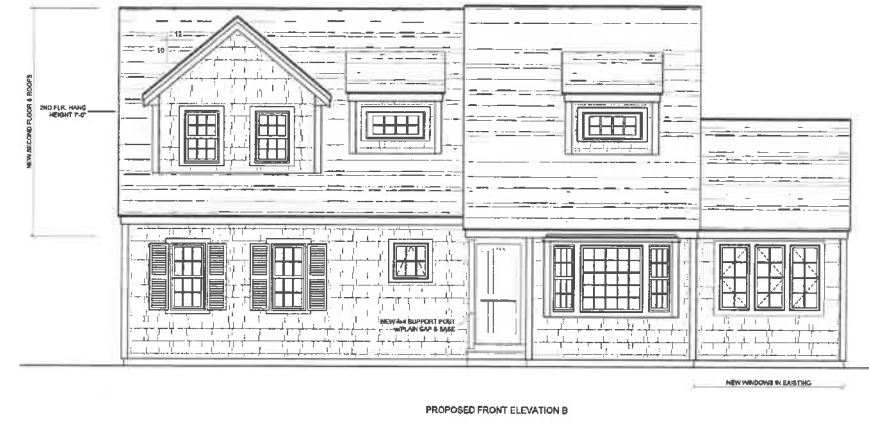 12
10
NEW SECOND FLOOR & ROOFS
2ND FLR. HANG
HEIGHT 7'-0"
NEW 4x4 SUPPORT POST
w/PLAIN CAP & BASE
NEW WINDOWS IN EXISTING
PROPOSED FRONT ELEVATION B